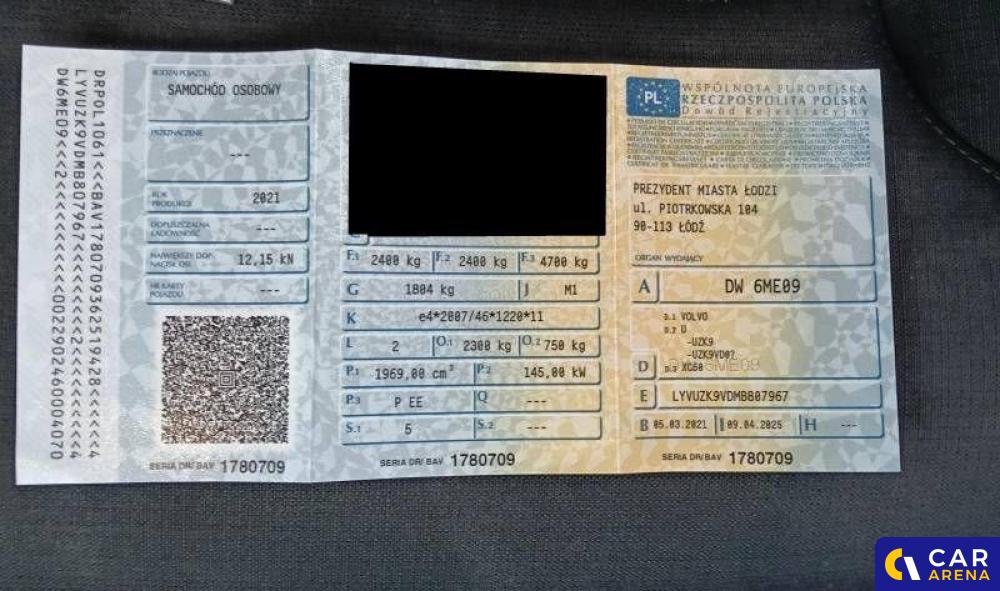 DRPOL1061<<BAV1780709362519428<<<<<<4
LYVUZK9VDMB807967<<<<<<<<<<<2<<<<<<<4
DW6ME09<<<2<<<<<<<<<<0022902460004070
RODZAJ POJAZDU
SAMOCHÓD OSOBOWY
PRZEZNACZENIE
---
ROK PRODUKCJI
2021
DOPUSZCZALNA ŁADOWNOŚĆ
---
NAJWIĘKSZY DOP. NACISK OSI
12,15 kN
NR KARTY POJAZDU
---
SERIA DR/BAV 1780709
F.1 2400 kg F.2 2400 kg F.3 4700 kg
G 1804 kg J M1
K e4*2007/46*1220*11
L 2 O.1 2300 kg O.2 750 kg
P.1 1969,00 cm³ P.2 145,00 kW
P.3 P EE Q ---
S.1 5 S.2 ---
SERIA DR/BAV 1780709
PL
WSPÓLNOTA EUROPEJSKA
RZECZPOSPOLITA POLSKA
Dowód Rejestracyjny
PREZYDENT MIASTA ŁODZI
ul. PIOTRKOWSKA 104
90-113 ŁÓDŹ
ORGAN WYDAJĄCY
A DW 6ME09
D.1 VOLVO
D.2 U
-UZK9
-UZK9VD0?
D D.3 XC60
E LYVUZK9VDMB807967
B 05.03.2021 I 09.04.2025 H ---
SERIA DR/BAV 1780709
CAR
ARENA